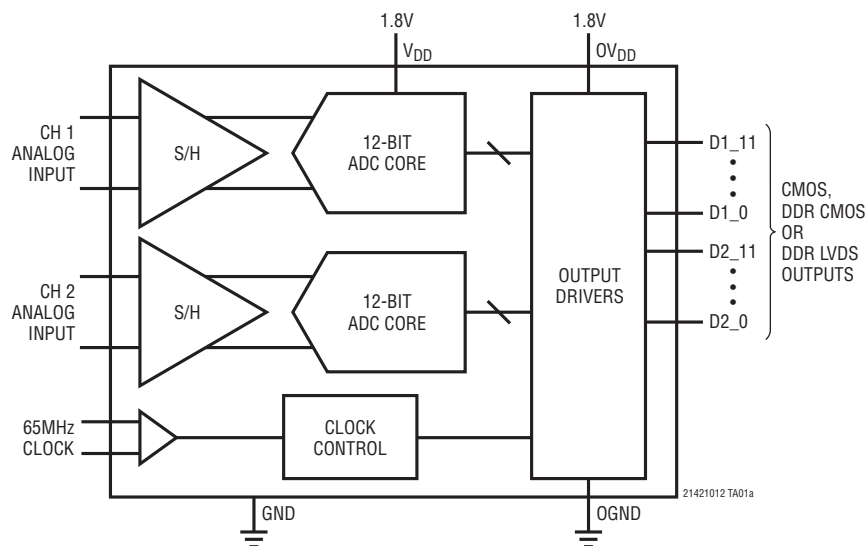 1.8V
1.8V
VDD
OVDD
CH 1
ANALOG
INPUT
S/H
12-BIT
ADC CORE
D1_11
D1_0
D2_11
D2_0
CMOS,
DDR CMOS
OR
DDR LVDS
OUTPUTS
CH 2
ANALOG
INPUT
S/H
12-BIT
ADC CORE
OUTPUT
DRIVERS
65MHz
CLOCK
CLOCK
CONTROL
21421012 TA01a
GND
OGND